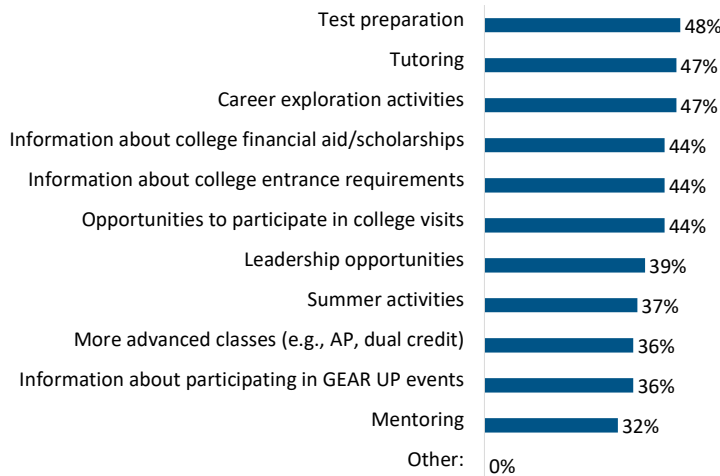 Test preparation 48%
Tutoring 47%
Career exploration activities 47%
Information about college financial aid/scholarships 44%
Information about college entrance requirements 44%
Opportunities to participate in college visits 44%
Leadership opportunities 39%
Summer activities 37%
More advanced classes (e.g., AP, dual credit) 36%
Information about participating in GEAR UP events 36%
Mentoring 32%
Other: 0%